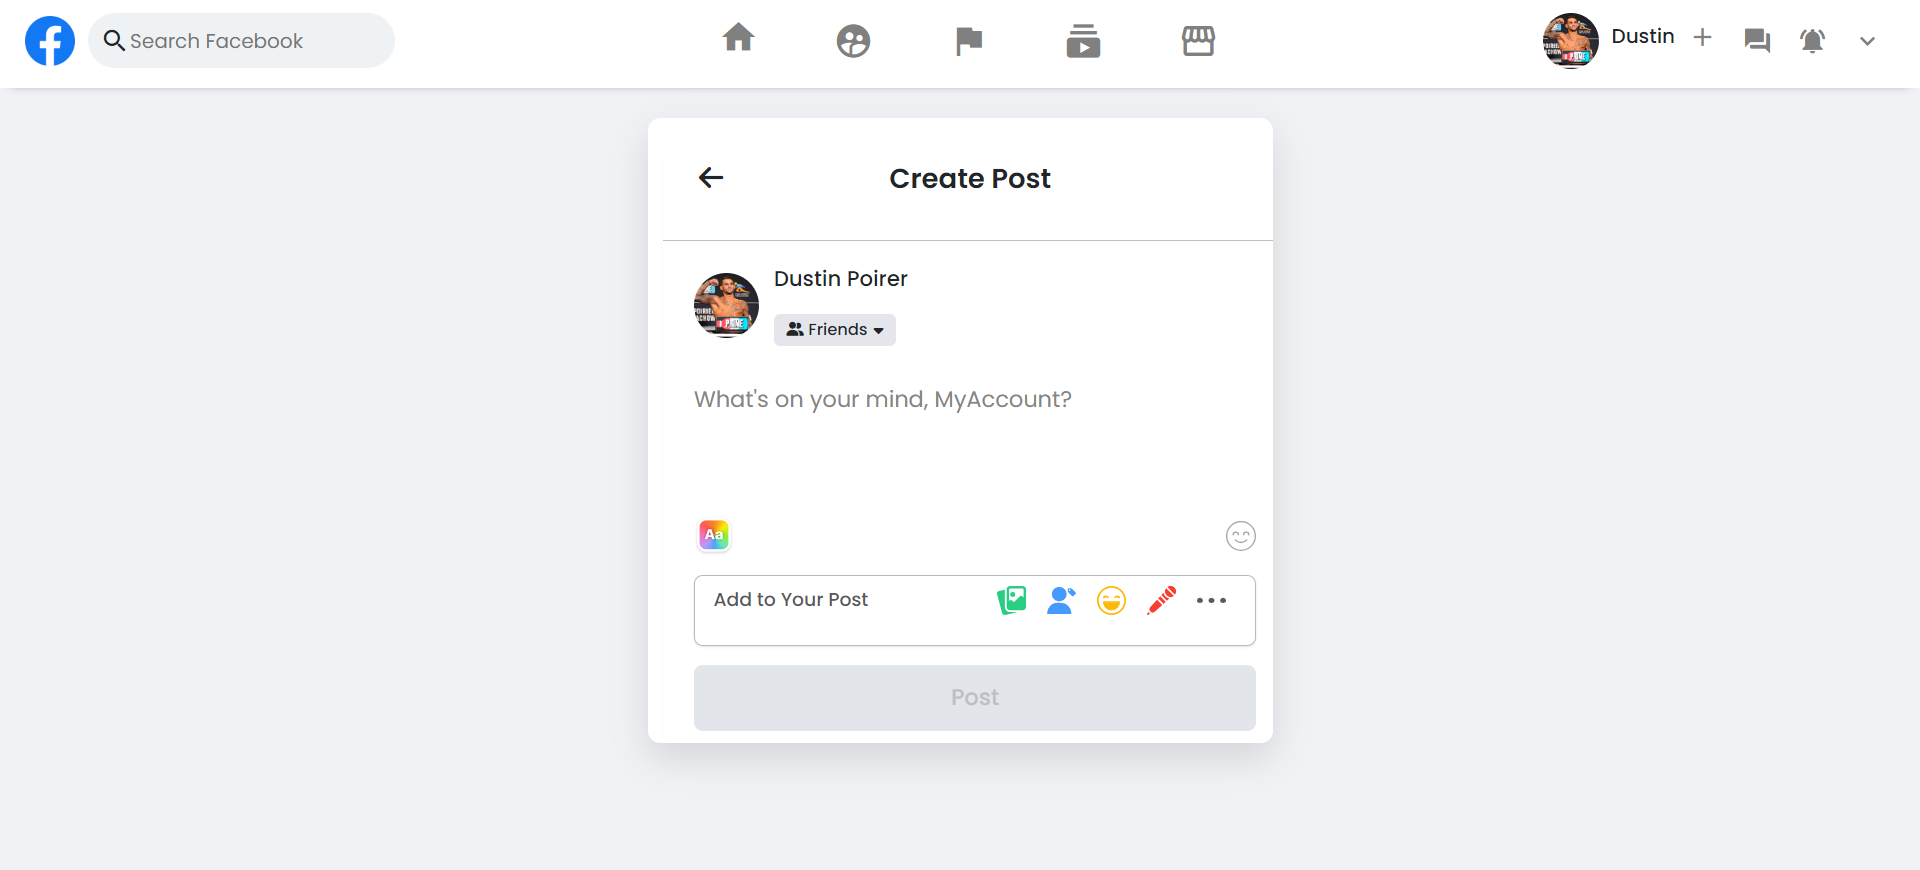 Search Facebook
Dustin
Create Post
Dustin Poirer
Friends
What's on your mind, MyAccount?
Aa
Add to Your Post
Post